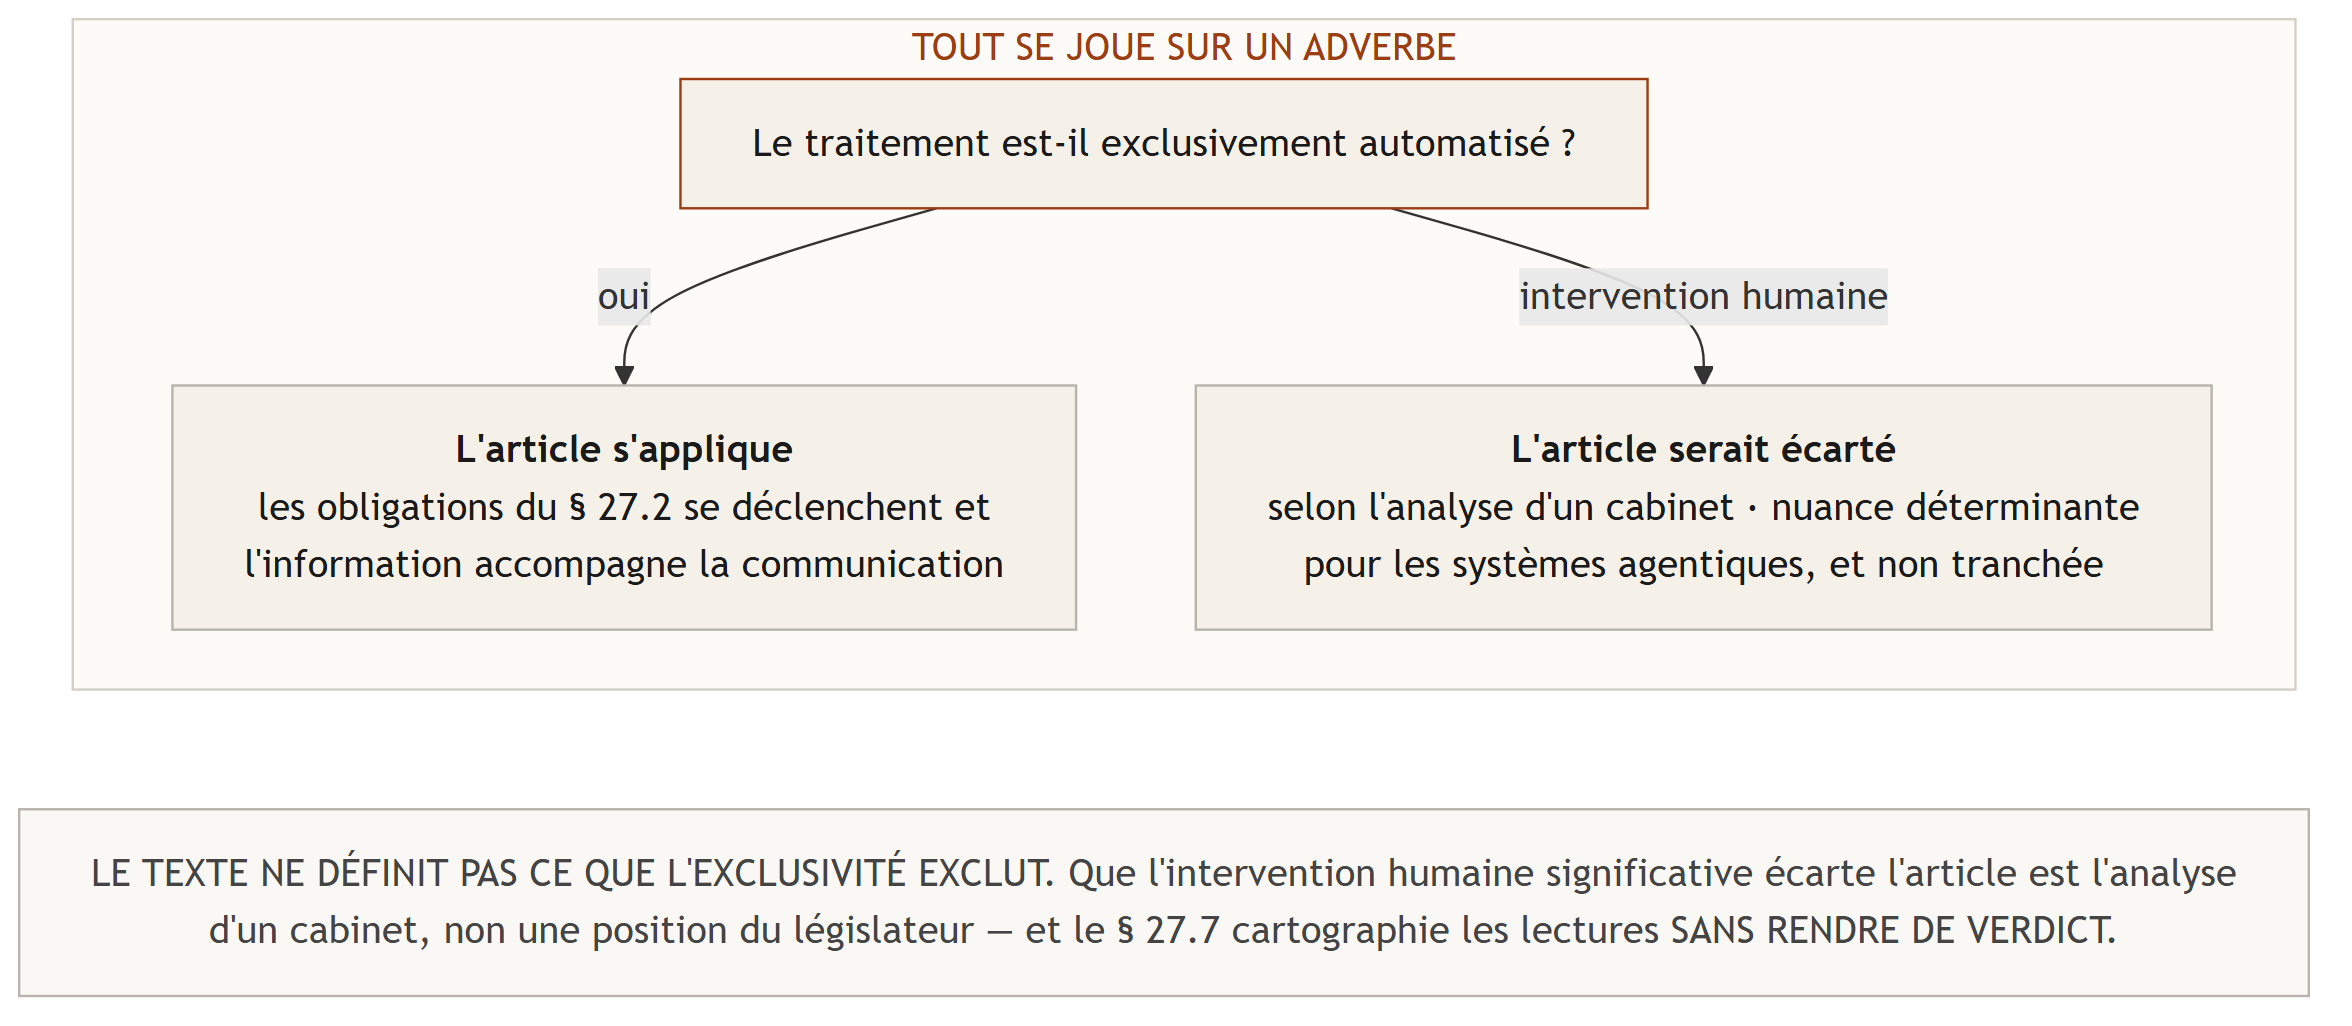 TOUT SE JOUE SUR UN ADVERBE
Le traitement est-il exclusivement automatisé ?
oui
intervention humaine
L'article s'applique
les obligations du § 27.2 se déclenchent et
l'information accompagne la communication
L'article serait écarté
selon l'analyse d'un cabinet · nuance déterminante
pour les systèmes agentiques, et non tranchée
LE TEXTE NE DÉFINIT PAS CE QUE L'EXCLUSIVITÉ EXCLUT. Que l'intervention humaine significative écarte l'article est l'analyse
d'un cabinet, non une position du législateur — et le § 27.7 cartographie les lectures SANS RENDRE DE VERDICT.